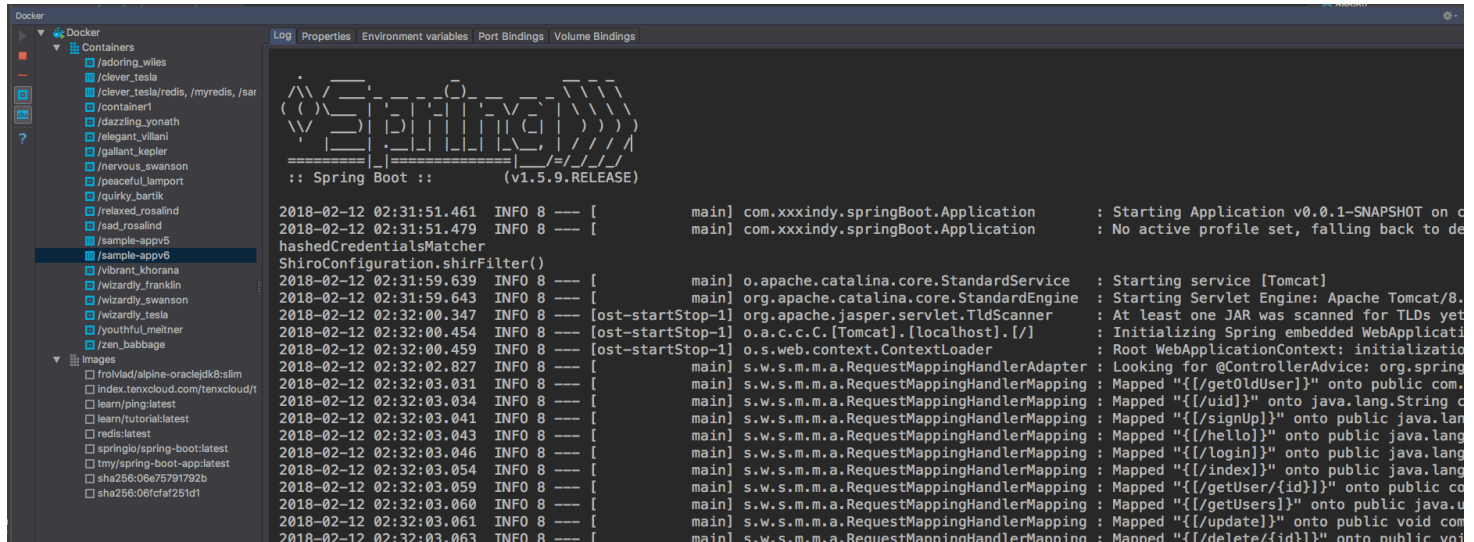 Docker
Docker
Containers
/adoring_wiles
/clever_tesla
/clever_tesla/redis, /myredis, /sar
/container1
/dazzling_yonath
/elegant_villani
/gallant_kepler
/nervous_swanson
/peaceful_lamport
/quirky_bartik
/relaxed_rosalind
/sad_rosalind
/sample-appv5
/sample-appv6
/vibrant_khorana
/wizardly_franklin
/wizardly_swanson
/wizardly_tesla
/youthful_meitner
/zen_babbage
Images
frolvlad/alpine-oraclejdk8:slim
index.tenxcloud.com/tenxcloud/t
learn/ping:latest
learn/tutorial:latest
redis:latest
springio/spring-boot:latest
tmy/spring-boot-app:latest
sha256:06e75791792b
sha256:06fcfaf251d1
Log Properties Environment variables Port Bindings Volume Bindings
Spring
:: Spring Boot :: (v1.5.9.RELEASE)
2018-02-12 02:31:51.461 INFO 8 --- [ main] com.xxxindy.springBoot.Application : Starting Application v0.0.1-SNAPSHOT on c
2018-02-12 02:31:51.479 INFO 8 --- [ main] com.xxxindy.springBoot.Application : No active profile set, falling back to de
hashedCredentialsMatcher
ShiroConfiguration.shirFilter()
2018-02-12 02:31:59.639 INFO 8 --- [ main] o.apache.catalina.core.StandardService : Starting service [Tomcat]
2018-02-12 02:31:59.643 INFO 8 --- [ main] org.apache.catalina.core.StandardEngine : Starting Servlet Engine: Apache Tomcat/8.
2018-02-12 02:32:00.347 INFO 8 --- [ost-startStop-1] org.apache.jasper.servlet.TldScanner : At least one JAR was scanned for TLDs yet
2018-02-12 02:32:00.454 INFO 8 --- [ost-startStop-1] o.a.c.c.C.[Tomcat].[localhost].[/] : Initializing Spring embedded WebApplicati
2018-02-12 02:32:00.459 INFO 8 --- [ost-startStop-1] o.s.web.context.ContextLoader : Root WebApplicationContext: initializatio
2018-02-12 02:32:02.827 INFO 8 --- [ main] s.w.s.m.m.a.RequestMappingHandlerAdapter : Looking for @ControllerAdvice: org.spring
2018-02-12 02:32:03.031 INFO 8 --- [ main] s.w.s.m.m.a.RequestMappingHandlerMapping : Mapped "{[/getOldUser]}" onto public com.
2018-02-12 02:32:03.034 INFO 8 --- [ main] s.w.s.m.m.a.RequestMappingHandlerMapping : Mapped "{[/uid]}" onto java.lang.String c
2018-02-12 02:32:03.041 INFO 8 --- [ main] s.w.s.m.m.a.RequestMappingHandlerMapping : Mapped "{[/signUp]}" onto public java.lan
2018-02-12 02:32:03.043 INFO 8 --- [ main] s.w.s.m.m.a.RequestMappingHandlerMapping : Mapped "{[/hello]}" onto public java.lang
2018-02-12 02:32:03.046 INFO 8 --- [ main] s.w.s.m.m.a.RequestMappingHandlerMapping : Mapped "{[/login]}" onto public java.lang
2018-02-12 02:32:03.054 INFO 8 --- [ main] s.w.s.m.m.a.RequestMappingHandlerMapping : Mapped "{[/index]}" onto public java.lang
2018-02-12 02:32:03.059 INFO 8 --- [ main] s.w.s.m.m.a.RequestMappingHandlerMapping : Mapped "{[/getUser/{id}]}" onto public co
2018-02-12 02:32:03.060 INFO 8 --- [ main] s.w.s.m.m.a.RequestMappingHandlerMapping : Mapped "{[/getUsers]}" onto public java.u
2018-02-12 02:32:03.061 INFO 8 --- [ main] s.w.s.m.m.a.RequestMappingHandlerMapping : Mapped "{[/update]}" onto public void com
2018-02-12 02:32:03.063 INFO 8 --- [ main] s.w.s.m.m.a.RequestMappingHandlerMapping : Mapped "{[/delete/{id}]}" onto public voi